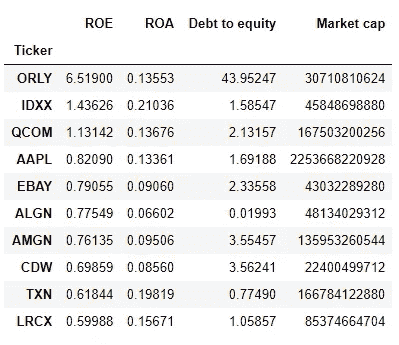 ROE ROA Debt to equity Market cap
Ticker
ORLY 6.51900 0.13553 43.95247 30710810624
IDXX 1.43626 0.21036 1.58547 45848698880
QCOM 1.13142 0.13676 2.13157 167503200256
AAPL 0.82090 0.13361 1.69188 2253668220928
EBAY 0.79055 0.09060 2.33558 43032289280
ALGN 0.77549 0.06602 0.01993 48134029312
AMGN 0.76135 0.09506 3.55457 135953260544
CDW 0.69859 0.08560 3.56241 22400499712
TXN 0.61844 0.19819 0.77490 166784122880
LRCX 0.59988 0.15671 1.05857 85374664704